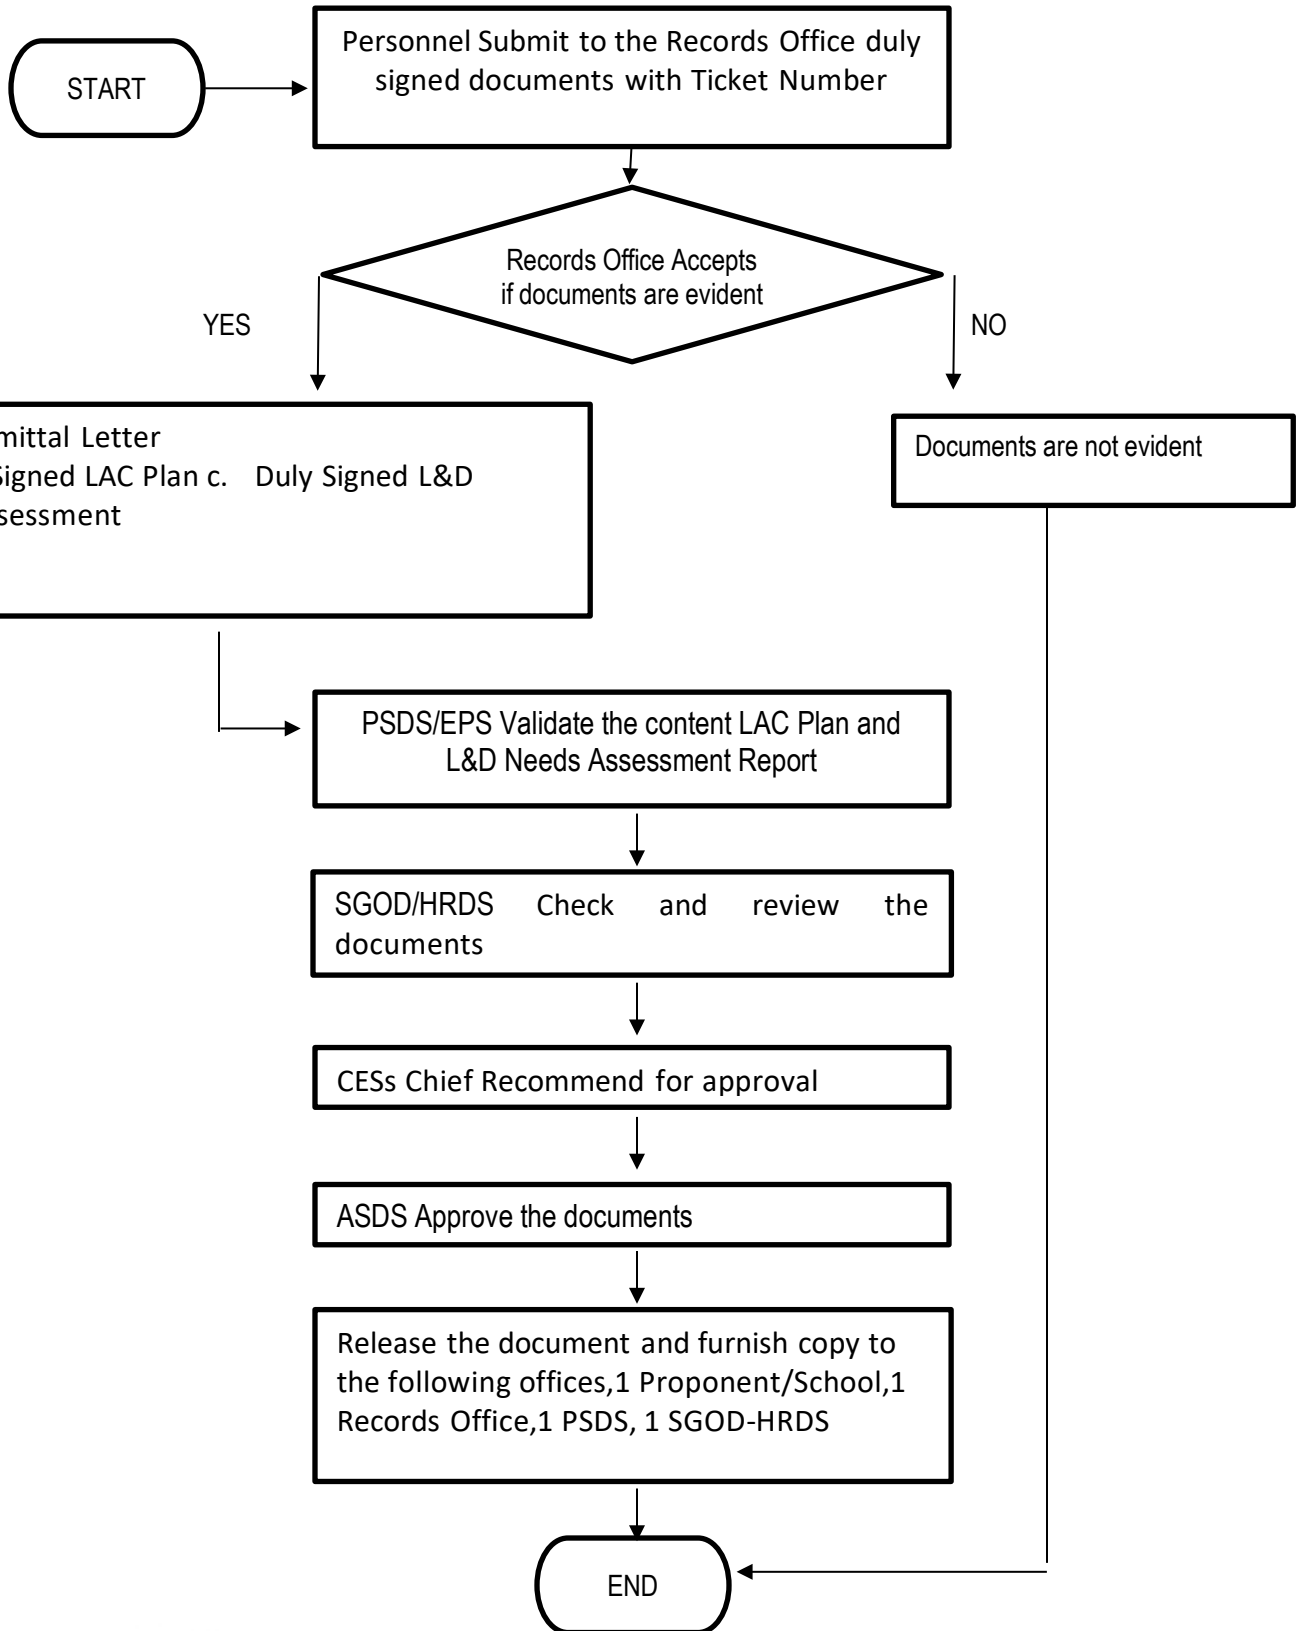 START
Personnel Submit to the Records Office duly
signed documents with Ticket Number
Records Office Accepts
if documents are evident
YES
NO
mittal Letter
Signed LAC Plan c. Duly Signed L&D
sessment
Documents are not evident
PSDS/EPS Validate the content LAC Plan and
L&D Needs Assessment Report
SGOD/HRDS Check and review the
documents
CESs Chief Recommend for approval
ASDS Approve the documents
Release the document and furnish copy to
the following offices,1 Proponent/School,1
Records Office,1 PSDS, 1 SGOD-HRDS
END